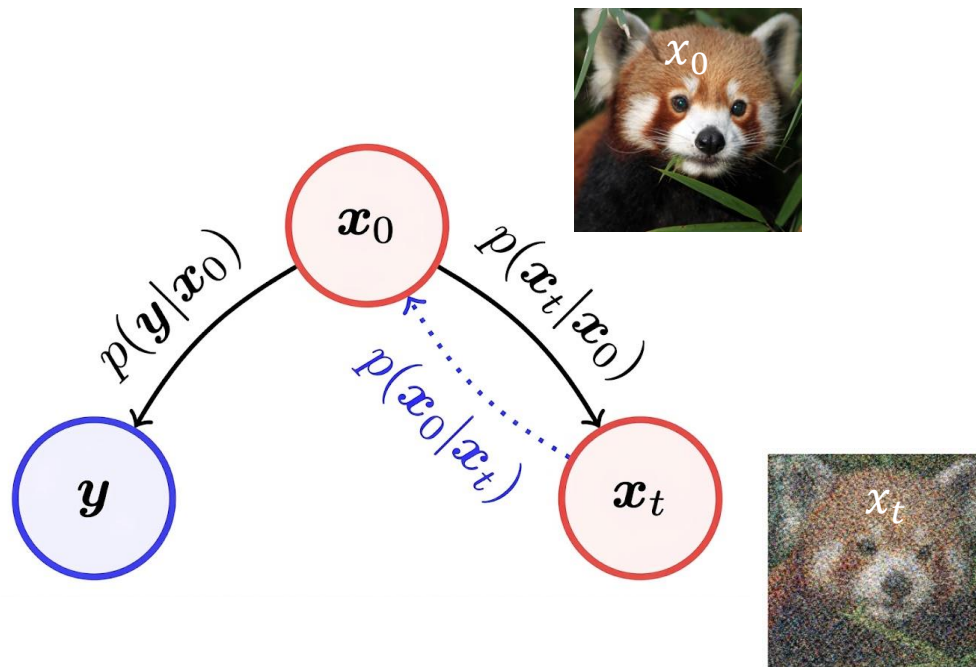 x₀
x₀
p(y|x₀)
p(xₜ|x₀)
p(x₀|xₜ)
y
xₜ
xₜ